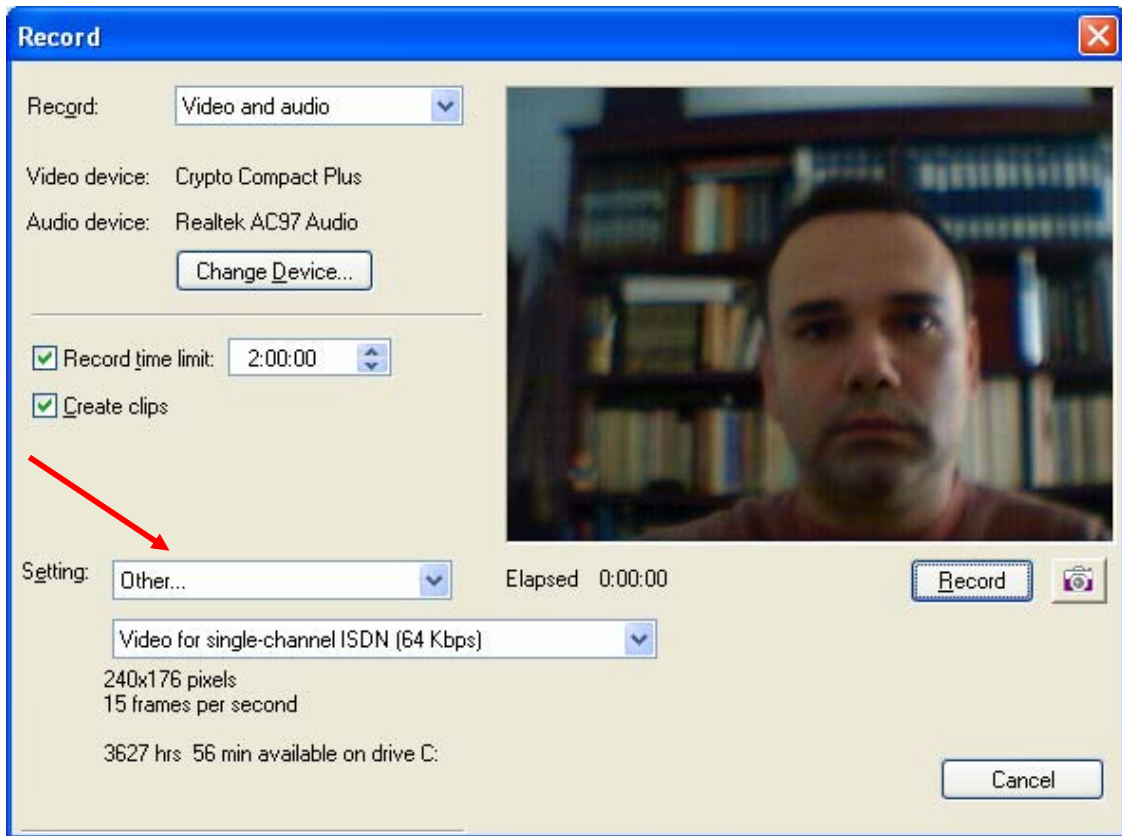 Record
Record: Video and audio
Video device: Crypto Compact Plus
Audio device: Realtek AC97 Audio
Change Device...
Record time limit: 2:00:00
Create clips
Setting: Other...
Elapsed 0:00:00
Record
Video for single-channel ISDN (64 Kbps)
240x176 pixels
15 frames per second
3627 hrs 56 min available on drive C:
Cancel